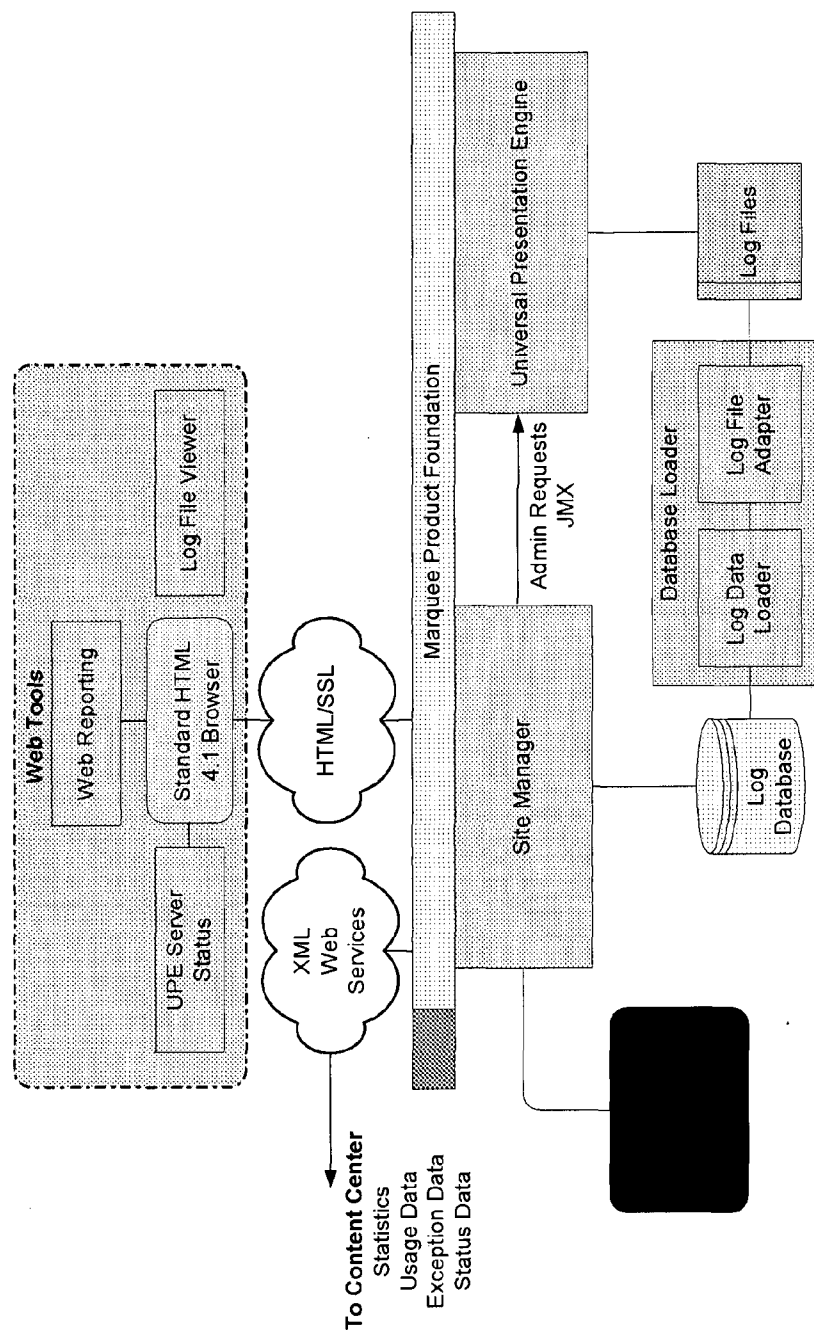 Web Tools
Web Reporting
UPE Server
Status
Standard HTML
4.1 Browser
Log File Viewer
XML
Web
Services
HTML/SSL
To Content Center
Statistics
Usage Data
Exception Data
Status Data
Marquee Product Foundation
Site Manager
Admin Requests
JMX
Universal Presentation Engine
Log
Database
Database Loader
Log Data
Loader
Log File
Adapter
Log Files